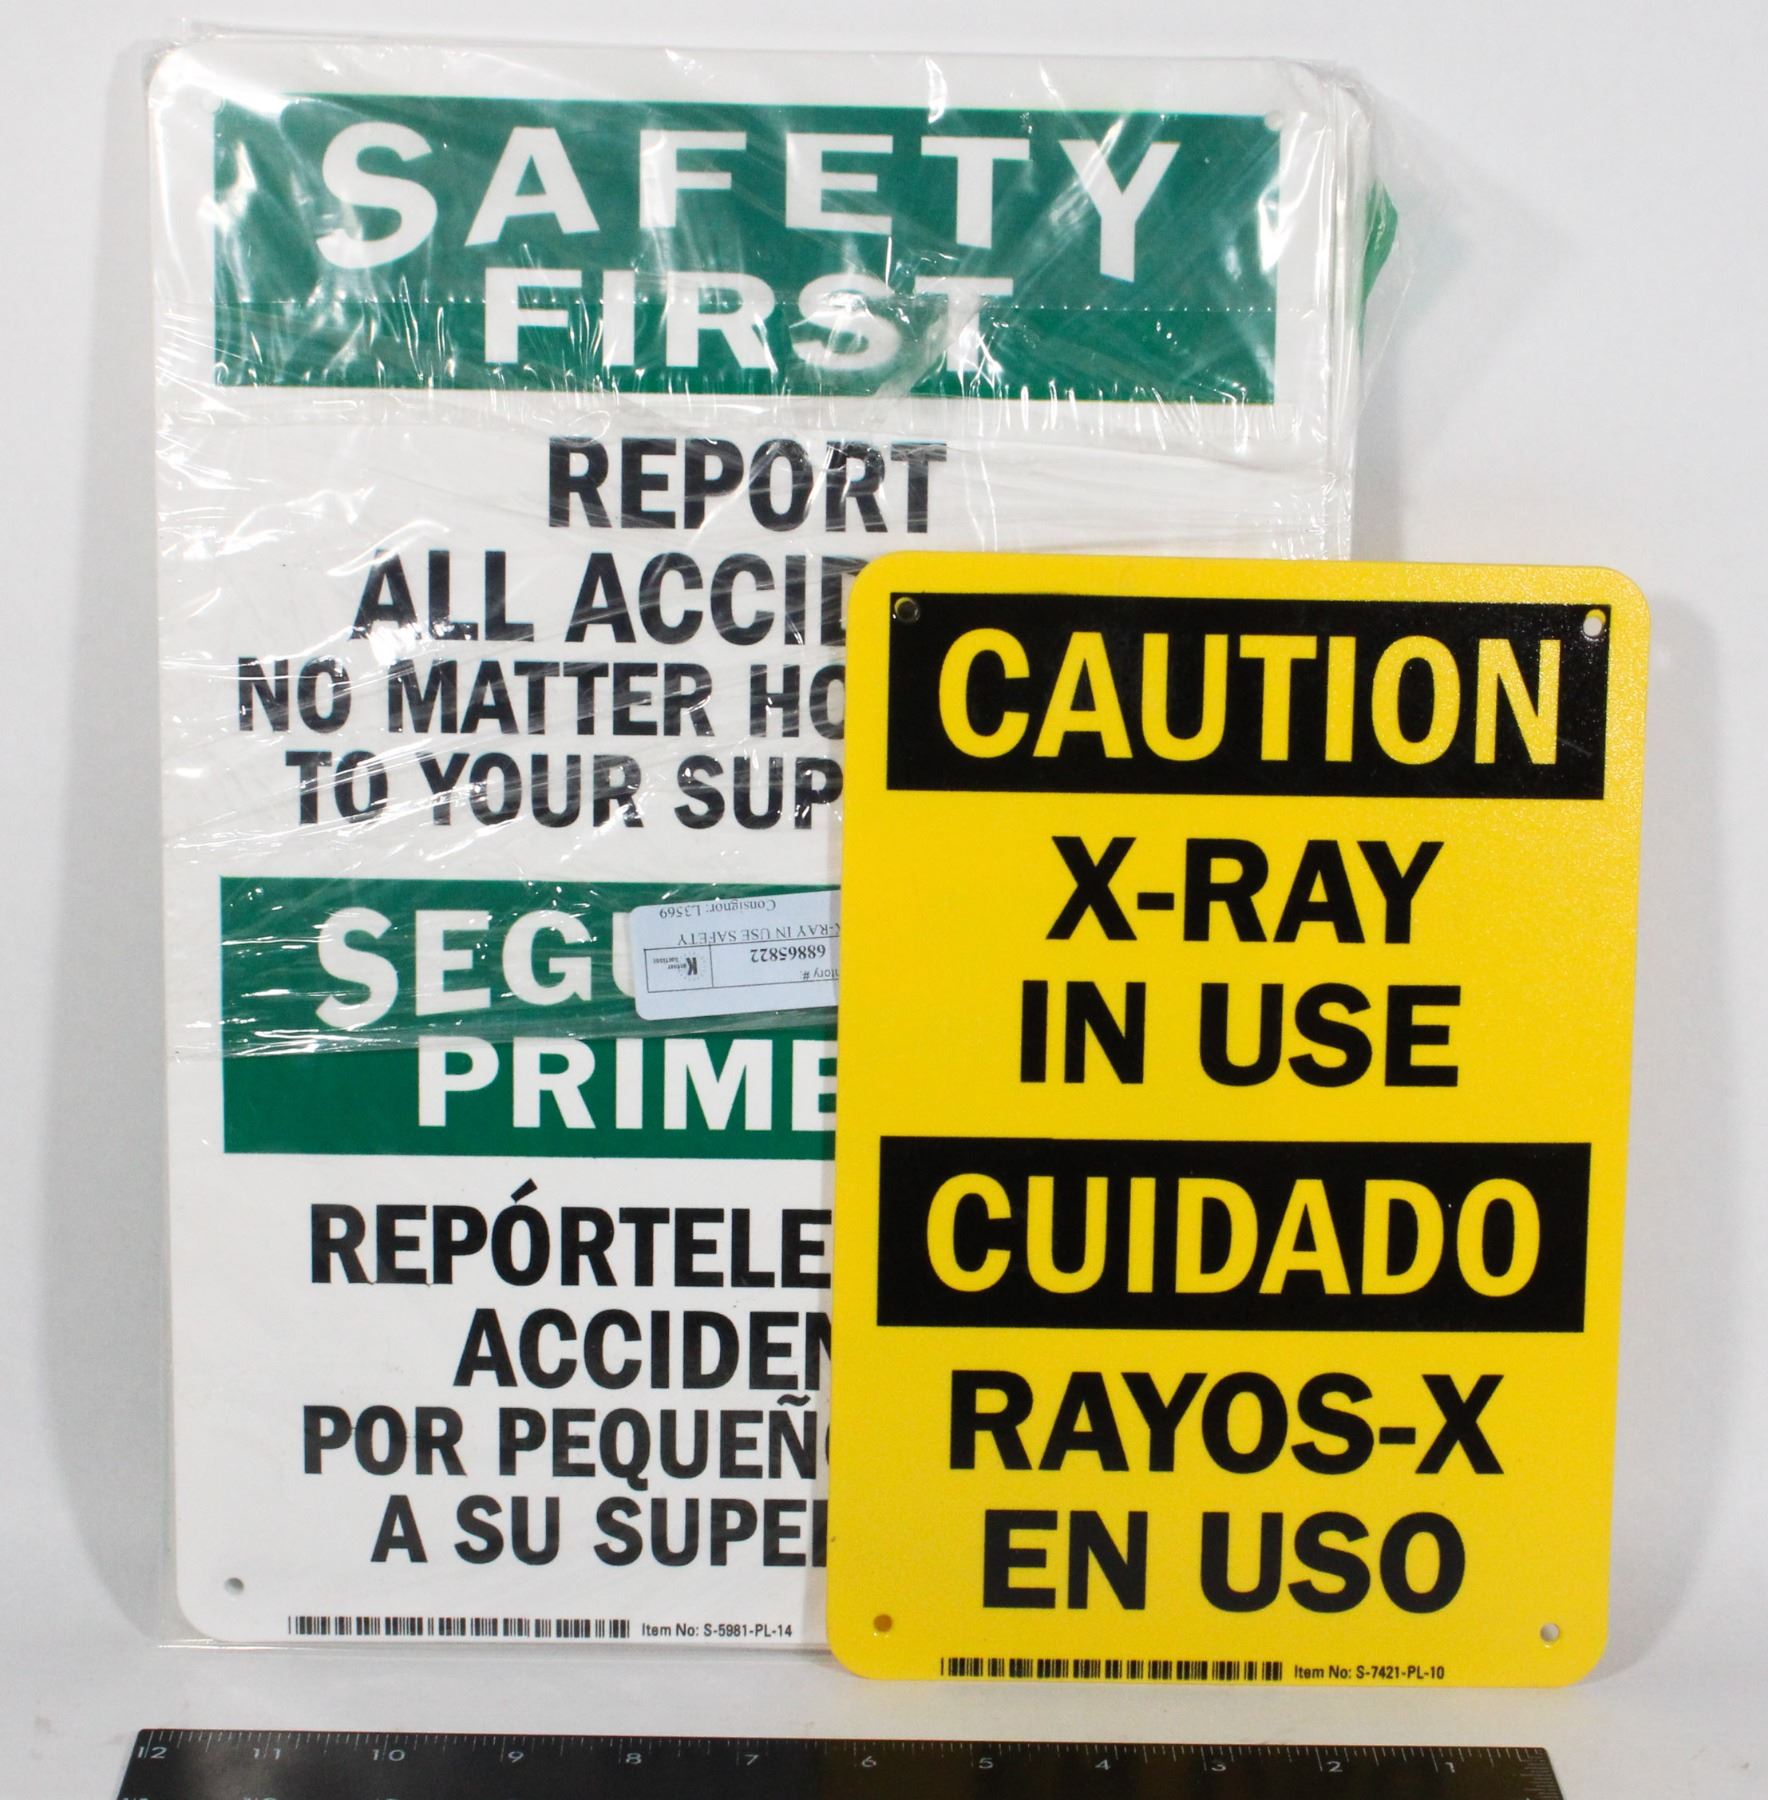 SAFETY
FIRST
REPORT
ALL ACCID
NO MATTER HO
TO YOUR SUP
SEGU
PRIME
REPÓRTELE
ACCIDEN
POR PEQUEÑ
A SU SUPER
Item No: S-5981-PL-14
68865822
X-RAY IN USE SAFETY
Consignor: L3569
CAUTION
X-RAY
IN USE
CUIDADO
RAYOS-X
EN USO
Item No: S-7421-PL-10
12 11 10 9 8 7 6 5 4 3 2 1